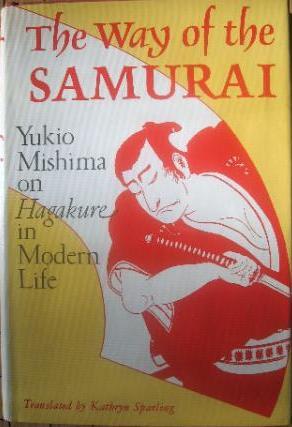 The Way of the
SAMURAI
Yukio
Mishima
on
Hagakure
in
Modern
Life
Translated by Kathryn Sparling